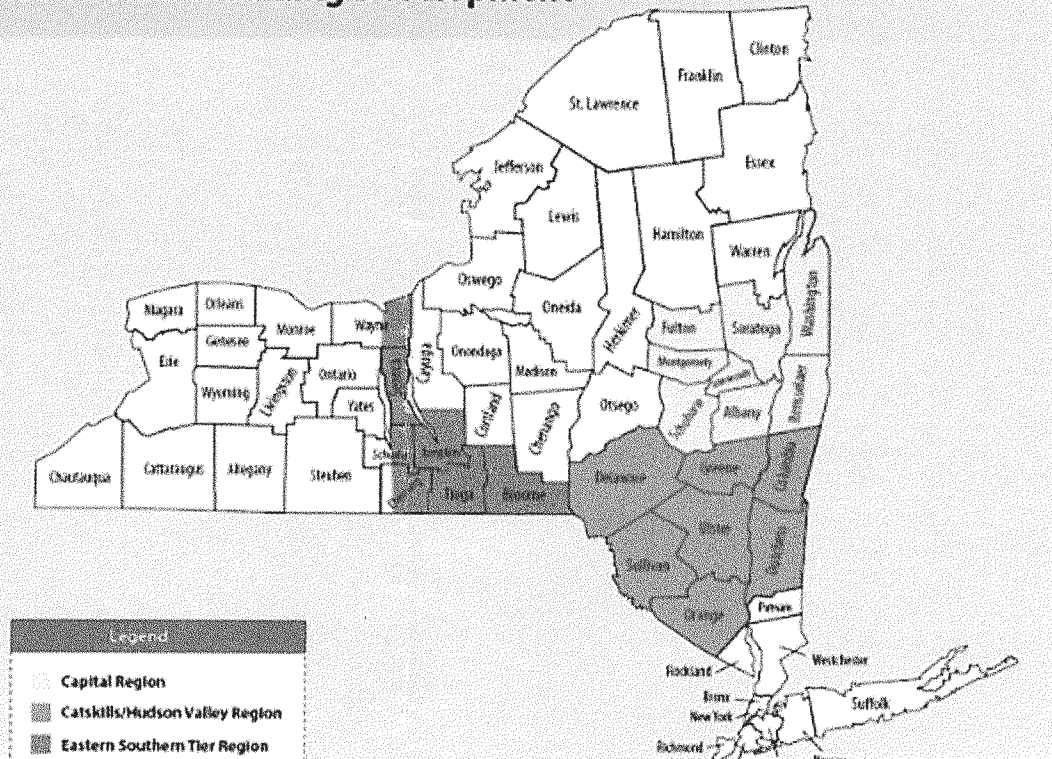 Clinton
Franklin
St. Lawrence
Essex
Jefferson
Lewis
Hamilton
Warren
Washington
Oswego
Oneida
Herkimer
Fulton
Saratoga
Niagara
Orleans
Monroe
Wayne
Genesee
Erie
Ontario
Cayuga
Onondaga
Madison
Montgomery
Wyoming
Livingston
Yates
Cortland
Chenango
Otsego
Schoharie
Albany
Rensselaer
Chautauqua
Cattaraugus
Allegany
Steuben
Schuyler
Tioga
Broome
Delaware
Greene
Columbia
Ulster
Dutchess
Sullivan
Orange
Putnam
Rockland
Westchester
Bronx
New York
Richmond
Suffolk
Legend
Capital Region
Catskills/Hudson Valley Region
Eastern Southern Tier Region